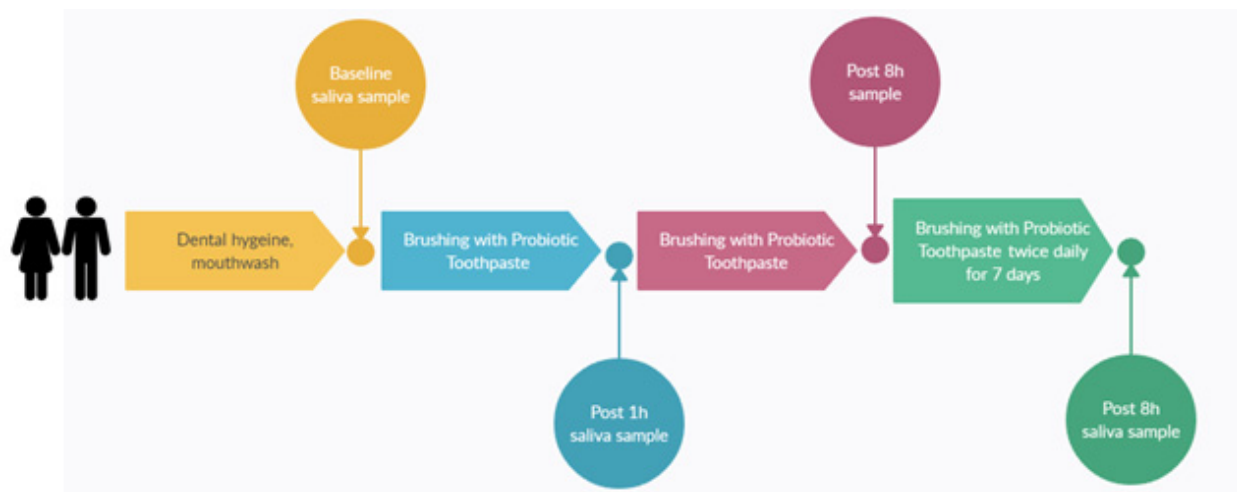 Baseline
saliva sample
Post 8h
sample
Dental hygeine,
mouthwash
Brushing with Probiotic
Toothpaste
Brushing with Probiotic
Toothpaste
Brushing with Probiotic
Toothpaste twice daily
for 7 days
Post 1h
saliva sample
Post 8h
saliva sample